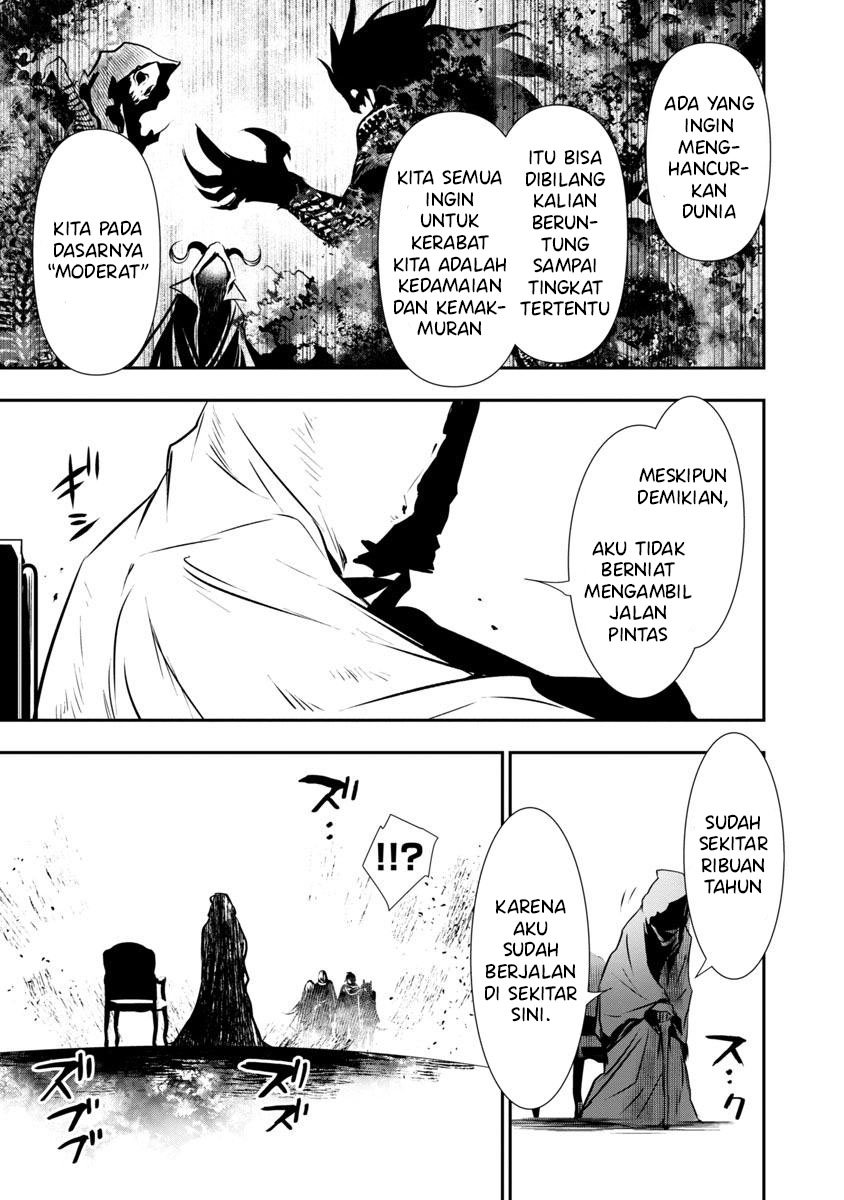 ADA YANG
INGIN
MENG-
HANCUR-
KAN
DUNIA
ITU BISA
DIBILANG
KALIAN
BERUN-
TUNG
SAMPAI
TINGKAT
TERTENTU
KITA SEMUA
INGIN
UNTUK
KERABAT
KITA ADALAH
KEDAMAIAN
DAN KEMAK-
MURAN
KITA PADA
DASARNYA
“MODERAT”
MESKIPUN
DEMIKIAN,
AKU TIDAK
BERNIAT
MENGAMBIL
JALAN
PINTAS
SUDAH
SEKITAR
RIBUAN
TAHUN
KARENA
AKU
SUDAH
BERJALAN
DI SEKITAR
SINI.
ス…ク
ズ…
!!?
ズズブ
ズズ